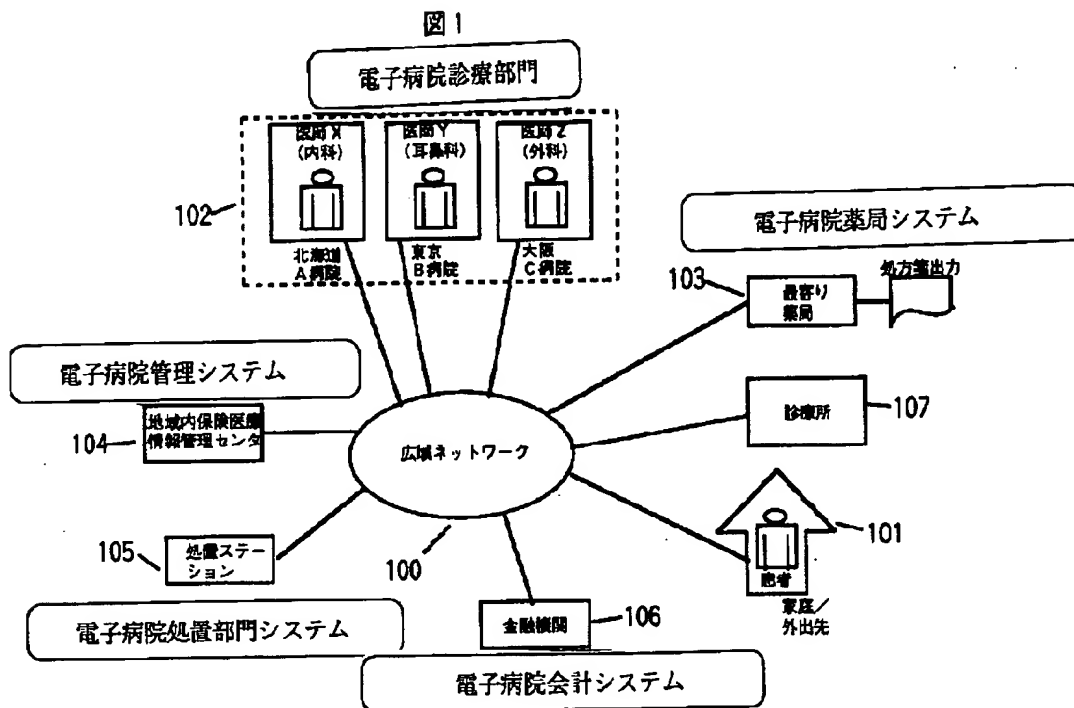 図1
電子病院診療部門
医師X
(内科)
医師Y
(耳鼻科)
医師Z
(外科)
102
北海道
A病院
東京
B病院
大阪
C病院
電子病院薬局システム
103
最寄り
薬局
処方箋出力
電子病院管理システム
104
地域内保険医療
情報管理センタ
広域ネットワーク
診療所
107
100
101
患者
家庭/
外出先
105
処置ステー
ション
電子病院処置部門システム
金融機関
106
電子病院会計システム